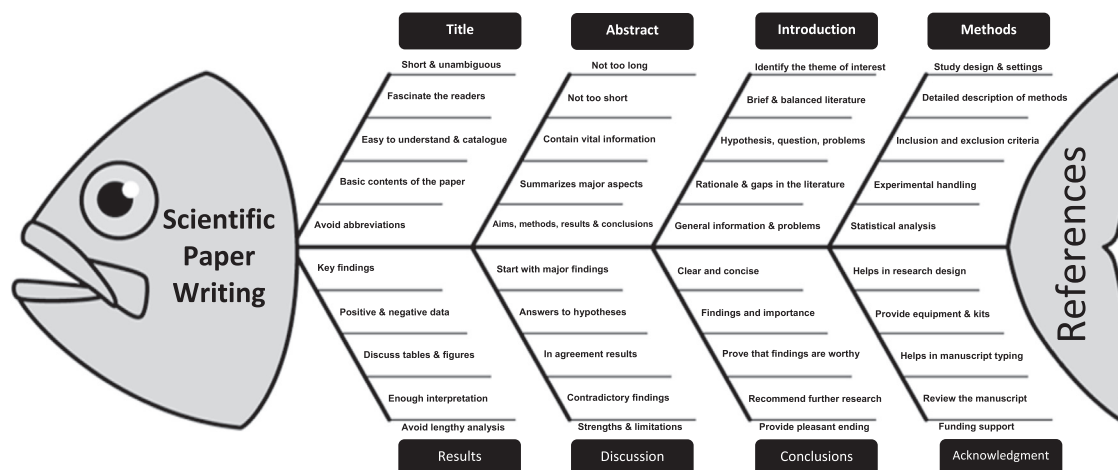 Title
Abstract
Introduction
Methods
Short & unambiguous
Fascinate the readers
Easy to understand & catalogue
Basic contents of the paper
Avoid abbreviations
Not too long
Not too short
Contain vital information
Summarizes major aspects
Aims, methods, results & conclusions
Identify the theme of interest
Brief & balanced literature
Hypothesis, question, problems
Rationale & gaps in the literature
General information & problems
Study design & settings
Detailed description of methods
Inclusion and exclusion criteria
Experimental handling
Statistical analysis
Scientific
Paper
Writing
References
Key findings
Positive & negative data
Discuss tables & figures
Enough interpretation
Avoid lengthy analysis
Start with major findings
Answers to hypotheses
In agreement results
Contradictory findings
Strengths & limitations
Clear and concise
Findings and importance
Prove that findings are worthy
Recommend further research
Provide pleasant ending
Helps in research design
Provide equipment & kits
Helps in manuscript typing
Review the manuscript
Funding support
Results
Discussion
Conclusions
Acknowledgment